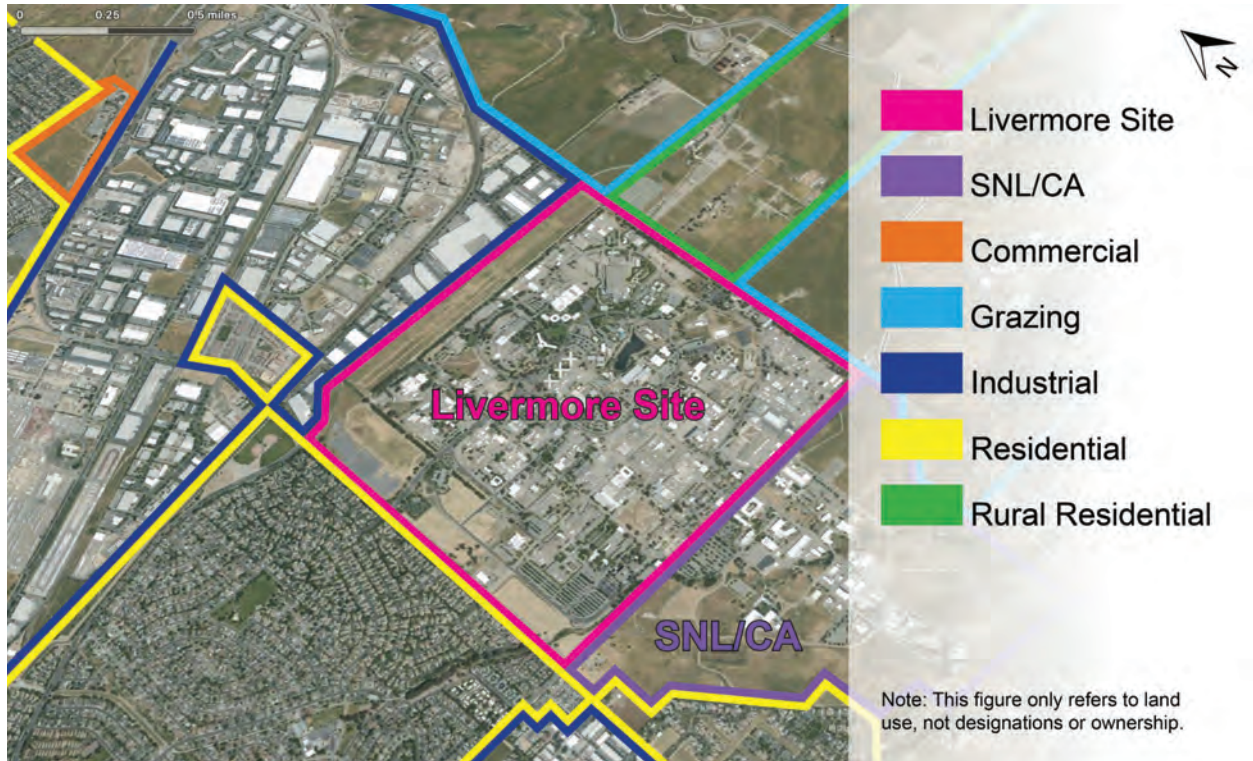 0 0.25 0.5 miles
N
Livermore Site
SNL/CA
Commercial
Grazing
Industrial
Residential
Rural Residential
Livermore Site
SNL/CA
Note: This figure only refers to land
use, not designations or ownership.